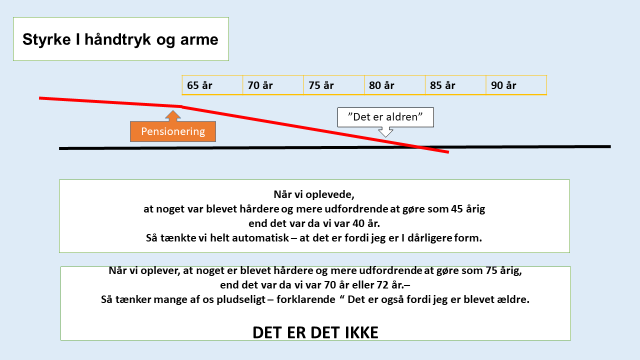 Styrke I håndtryk og arme
65 år 70 år 75 år 80 år 85 år 90 år
”Det er aldren”
Pensionering
Når vi oplevede,
at noget var blevet hårdere og mere udfordrende at gøre som 45 årig
end det var da vi var 40 år.
Så tænkte vi helt automatisk – at det er fordi jeg er I dårligere form.
Når vi oplever, at noget er blevet hårdere og mere udfordrende at gøre som 75 årig,
end det var da vi var 70 år eller 72 år.–
Så tænker mange af os pludseligt – forklarende “ Det er også fordi jeg er blevet ældre.
DET ER DET IKKE